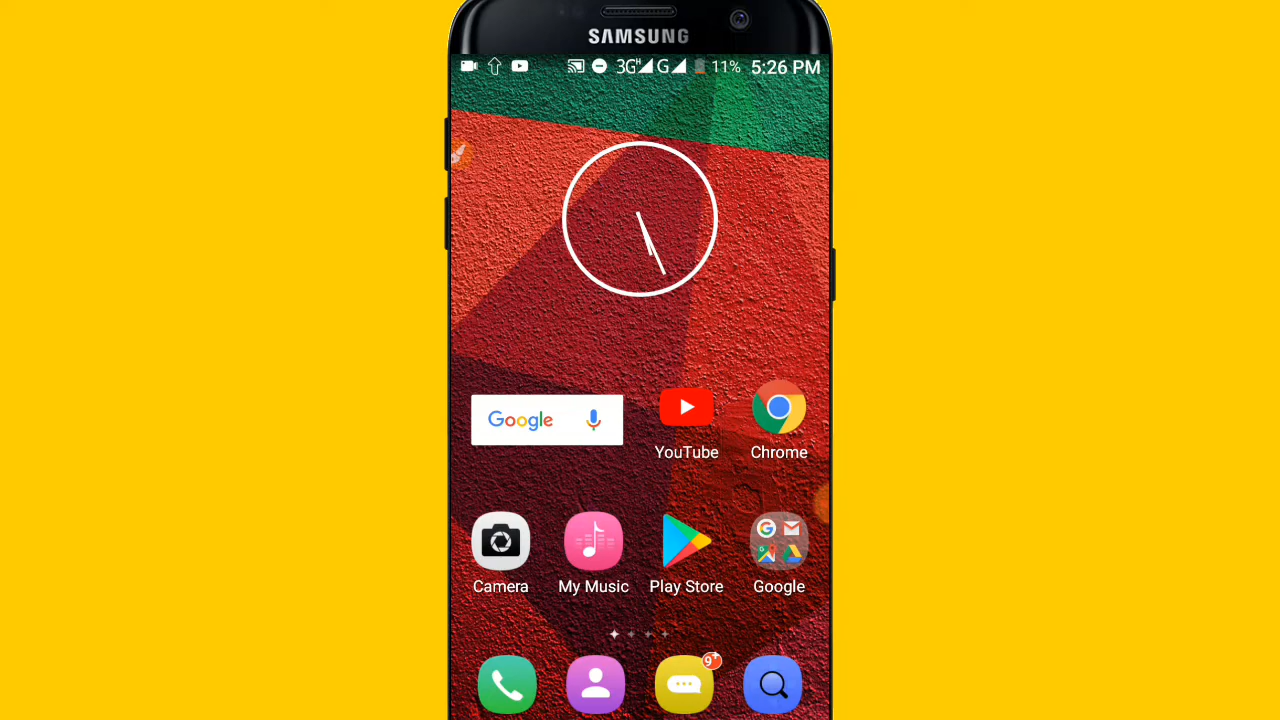 SAMSUNG
3G H G 11% 5:26 PM
Google
YouTube
Chrome
Camera
My Music
Play Store
Google
9+